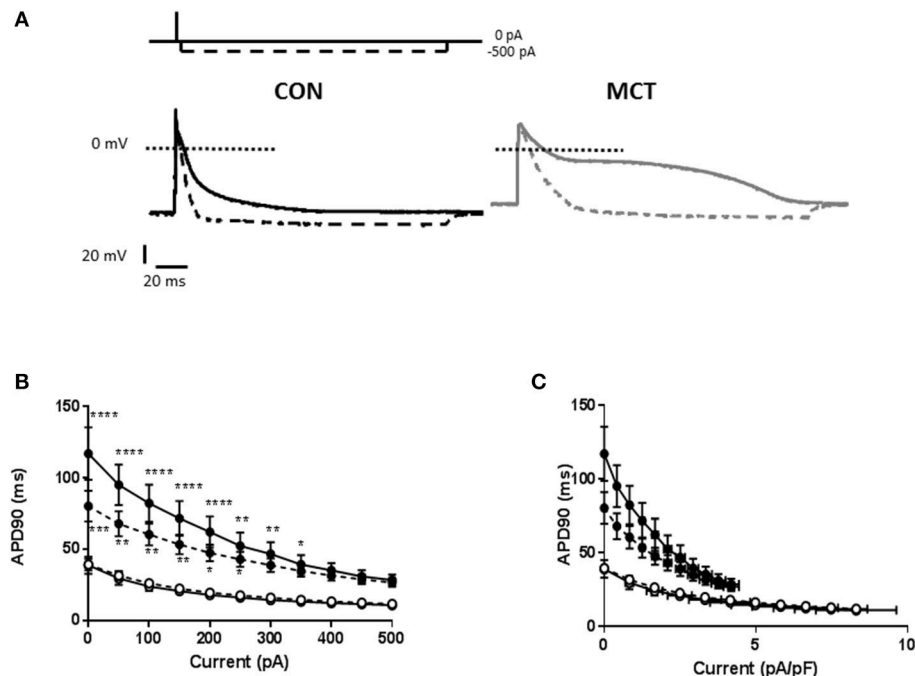 A
0 pA
-500 pA
CON
MCT
0 mV
20 mV
20 ms
B
APD90 (ms)
150
100
50
0
****
****
****
****
****
**
**
*
***
**
**
**
*
*
0 100 200 300 400 500
Current (pA)
C
APD90 (ms)
150
100
50
0
0 5 10
Current (pA/pF)